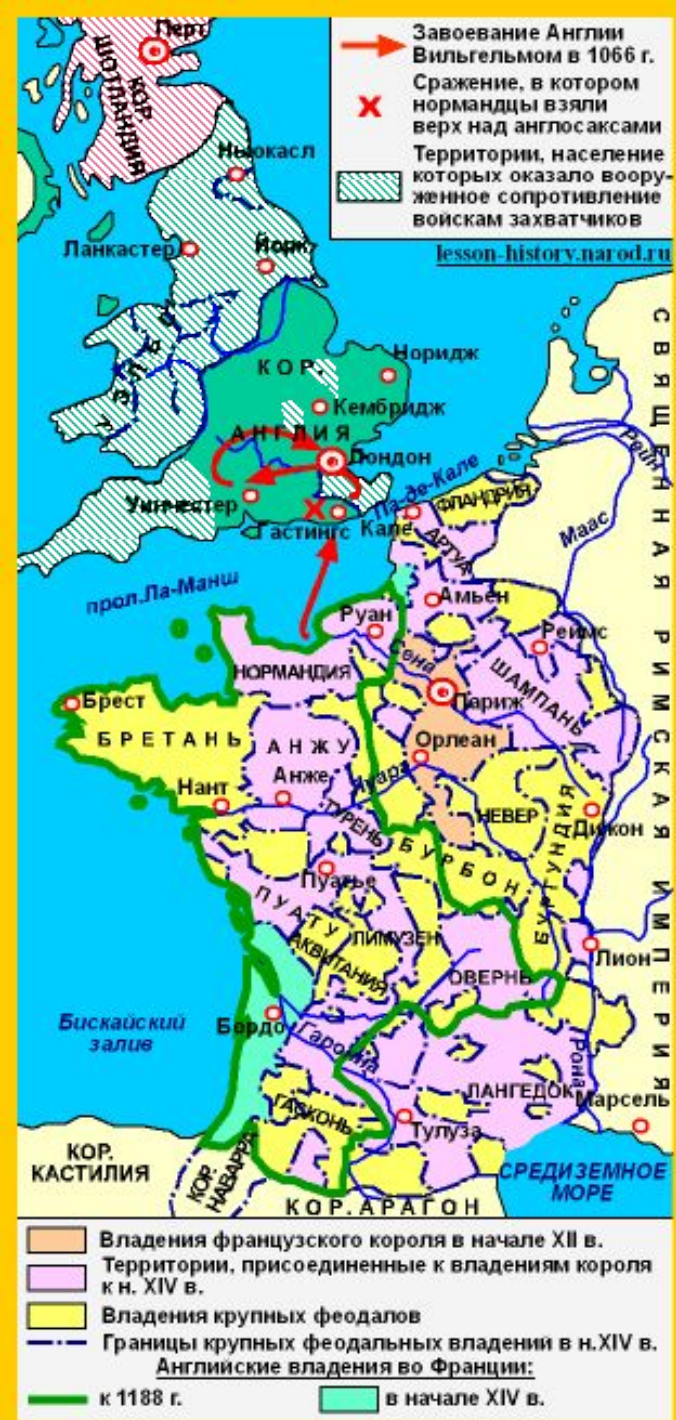 Завоевание Англии
Вильгельмом в 1066 г.
Сражение, в котором
нормандцы взяли
верх над англосаксами
Территории, население
которых оказало воору-
женное сопротивление
войскам захватчиков
lesson-history.narod.ru
Перт
КОР. ШОТЛАНДИЯ
Ньюкасл
Ланкастер
Йорк
УЭЛЬС
КОР.
АНГЛИЯ
Норидж
Кембридж
Лондон
Уинчестер
Гастингс
Па-де-Кале
Кале
ФЛАНДРИЯ
АРТУА
Рейн
Маас
СВЯЩЕННАЯ РИМСКАЯ ИМПЕРИЯ
прол.Ла-Манш
Амьен
Руан
Реймс
Сена
НОРМАНДИЯ
ШАМПАНЬ
Париж
Брест
БРЕТАНЬ
АНЖУ
Орлеан
Анже
Нант
Луара
НЕВЕР
Дижон
ТУРЕНЬ
БУРБОН
БУРГУНДИЯ
Пуатье
ПУАТУ
ЛИМУЗЕН
АКВИТАНИЯ
Лион
ОВЕРНЬ
Бискайский
залив
Бордо
Гаронна
Рона
ЛАНГЕДОК
ГАСКОНЬ
Марсель
Тулуза
КОР.
КАСТИЛИЯ
КОР.
НАВАРРА
КОР. АРАГОН
СРЕДИЗЕМНОЕ
МОРЕ
Владения французского короля в начале XII в.
Территории, присоединенные к владениям короля
к н. XIV в.
Владения крупных феодалов
Границы крупных феодальных владений в н.XIV в.
Английские владения во Франции:
к 1188 г.
в начале XIV в.